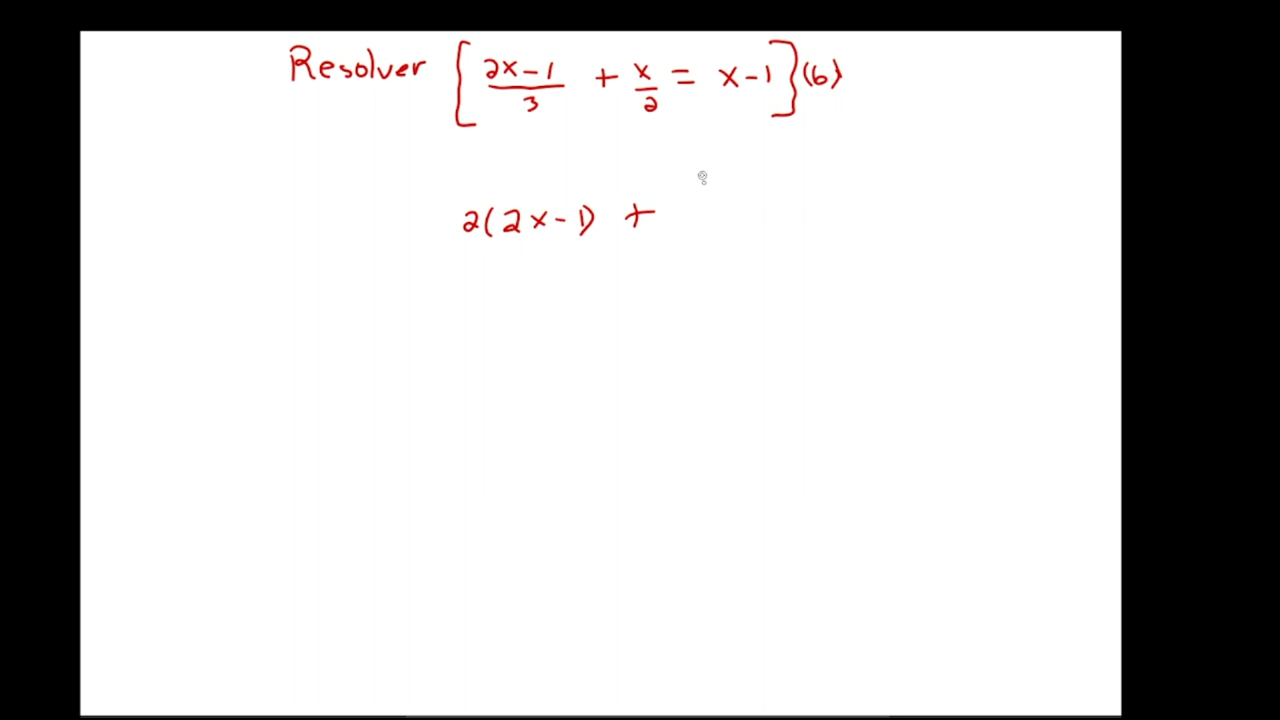 Resolver [ 2x-1/3 + x/2 = x-1 ] (6)
2(2x-1) +